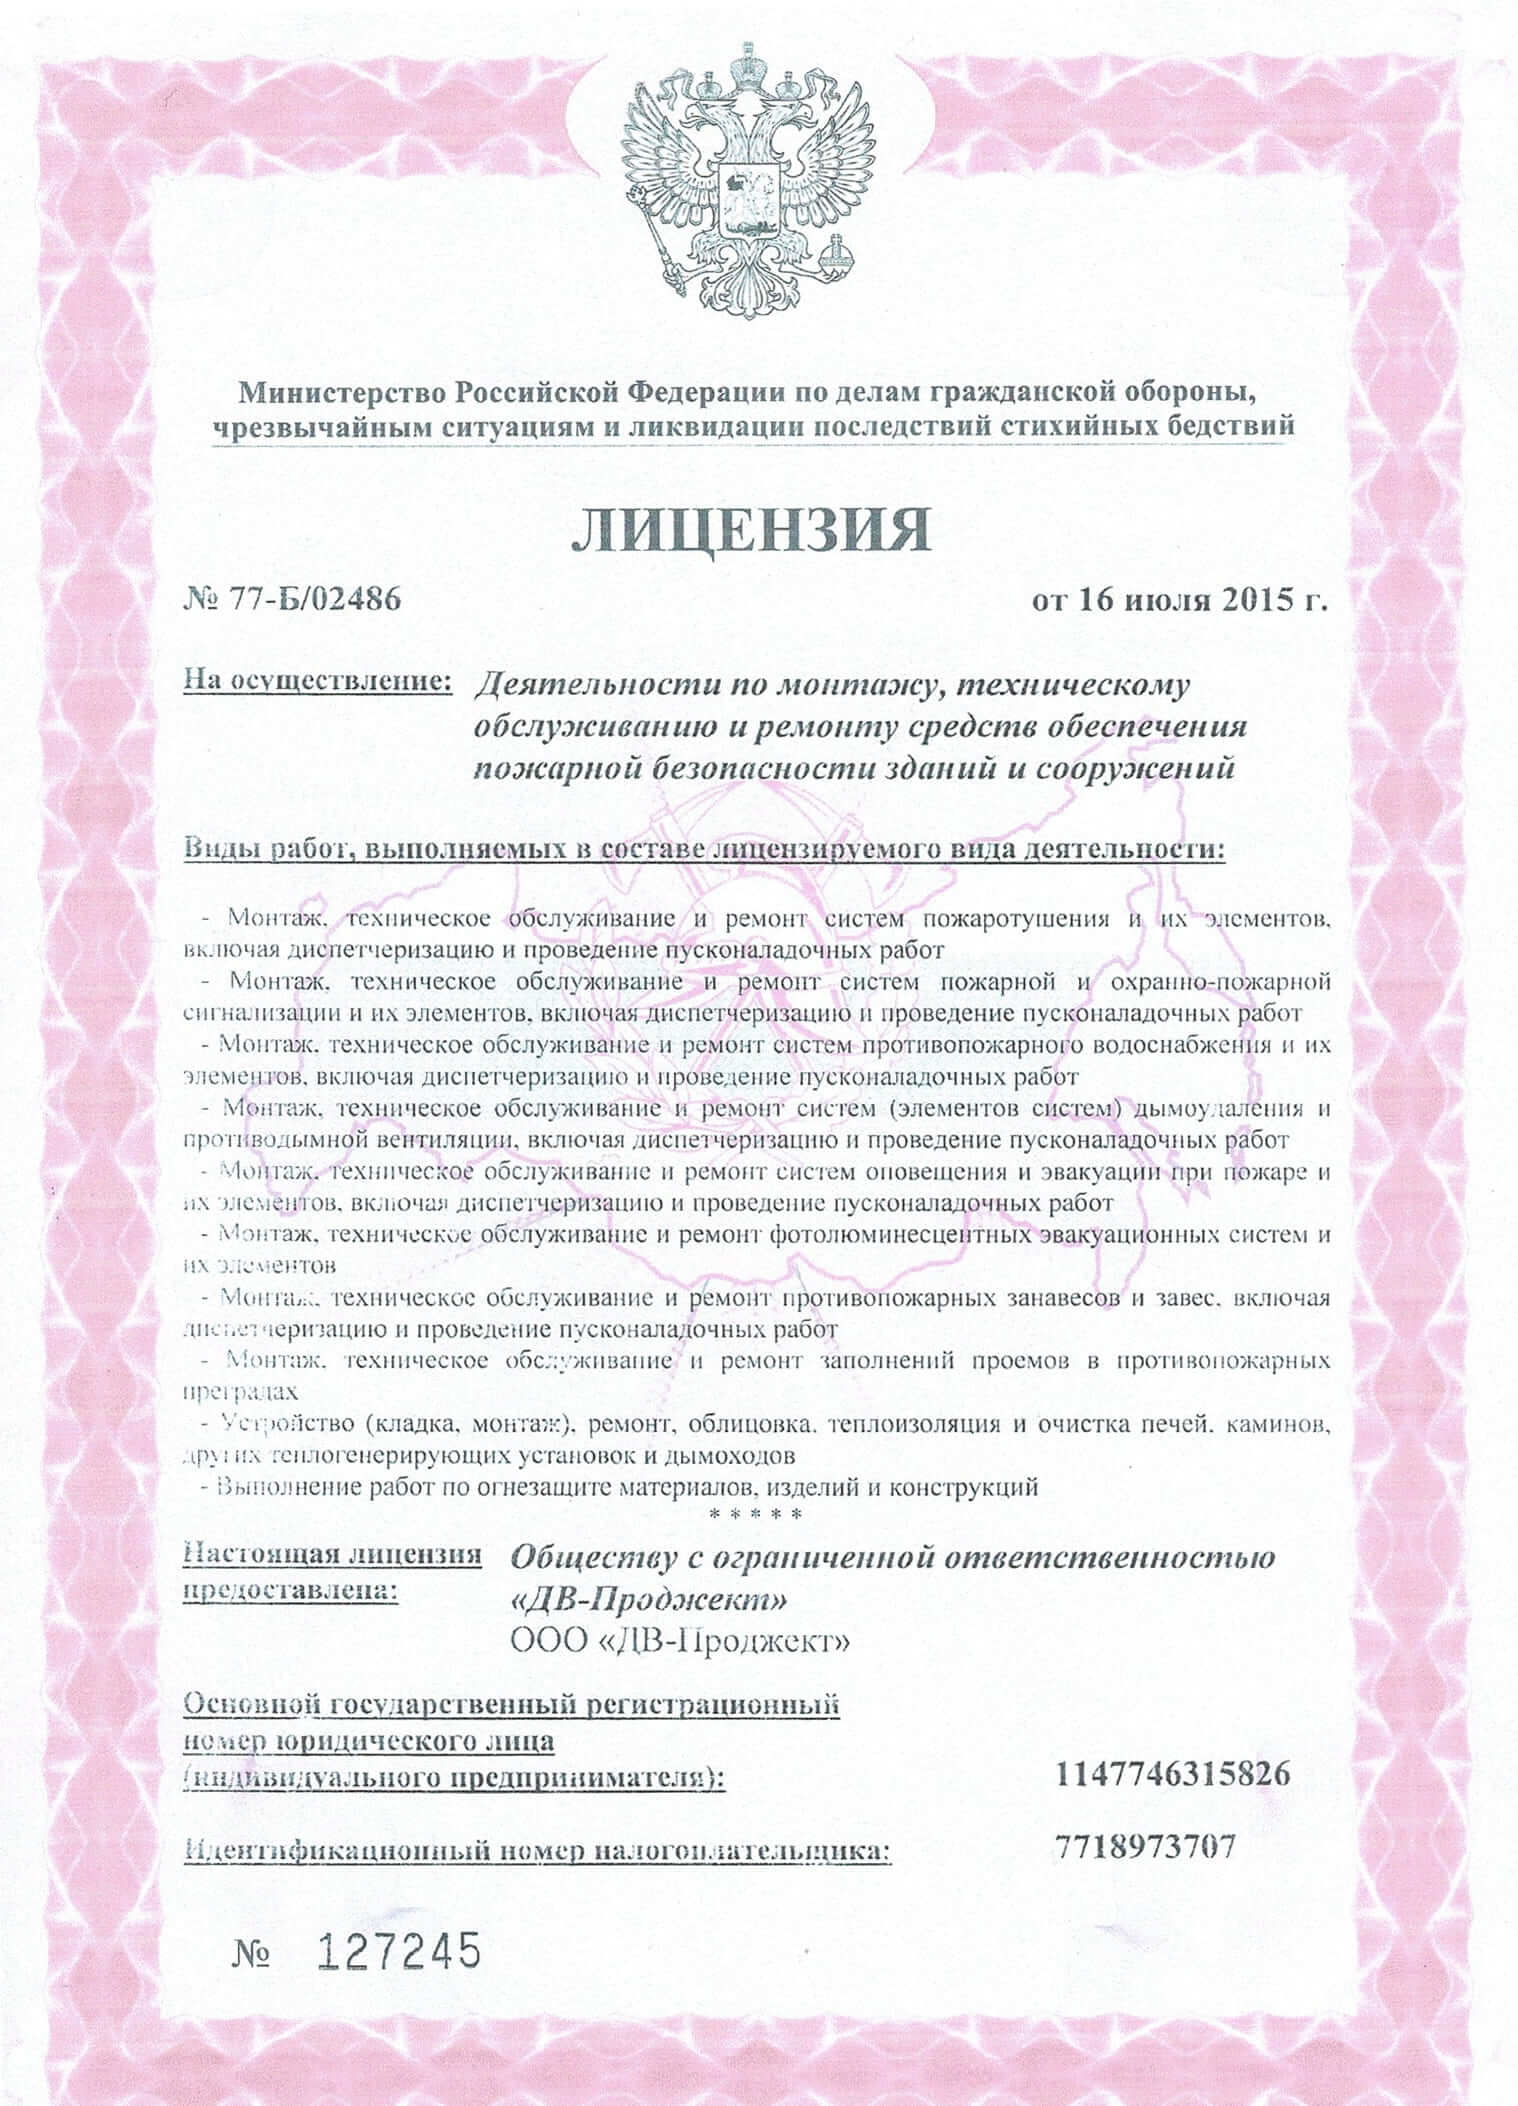 Министерство Российской Федерации по делам гражданской обороны,
чрезвычайным ситуациям и ликвидации последствий стихийных бедствий
ЛИЦЕНЗИЯ
№ 77-Б/02486 от 16 июля 2015 г.
На осуществление: Деятельности по монтажу, техническому
обслуживанию и ремонту средств обеспечения
пожарной безопасности зданий и сооружений
Виды работ, выполняемых в составе лицензируемого вида деятельности:
- Монтаж, техническое обслуживание и ремонт систем пожаротушения и их элементов,
включая диспетчеризацию и проведение пусконаладочных работ
- Монтаж, техническое обслуживание и ремонт систем пожарной и охранно-пожарной
сигнализации и их элементов, включая диспетчеризацию и проведение пусконаладочных работ
- Монтаж, техническое обслуживание и ремонт систем противопожарного водоснабжения и их
элементов, включая диспетчеризацию и проведение пусконаладочных работ
- Монтаж, техническое обслуживание и ремонт систем (элементов систем) дымоудаления и
противодымной вентиляции, включая диспетчеризацию и проведение пусконаладочных работ
- Монтаж, техническое обслуживание и ремонт систем оповещения и эвакуации при пожаре и
их элементов, включая диспетчеризацию и проведение пусконаладочных работ
- Монтаж, техническое обслуживание и ремонт фотолюминесцентных эвакуационных систем и
их элементов
- Монтаж, техническое обслуживание и ремонт противопожарных занавесов и завес, включая
диспетчеризацию и проведение пусконаладочных работ
- Монтаж, техническое обслуживание и ремонт заполнений проемов в противопожарных
преградах
- Устройство (кладка, монтаж), ремонт, облицовка, теплоизоляция и очистка печей, каминов,
других теплогенерирующих установок и дымоходов
- Выполнение работ по огнезащите материалов, изделий и конструкций
* * * * *
Настоящая лицензия Обществу с ограниченной ответственностью
предоставлена: «ДВ-Проджект»
ООО «ДВ-Проджект»
Основной государственный регистрационный
номер юридического лица
(индивидуального предпринимателя): 1147746315826
Идентификационный номер налогоплательщика: 7718973707
№ 127245